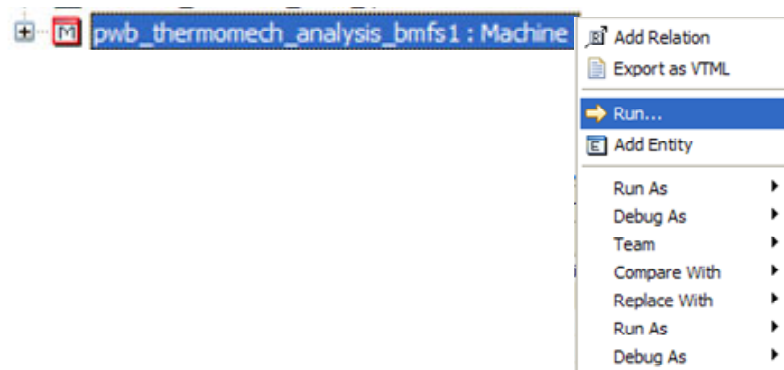 pwb_thermomech_analysis_bmfs1 : Machine
Add Relation
Export as VTML
Run...
Add Entity
Run As
Debug As
Team
Compare With
Replace With
Run As
Debug As